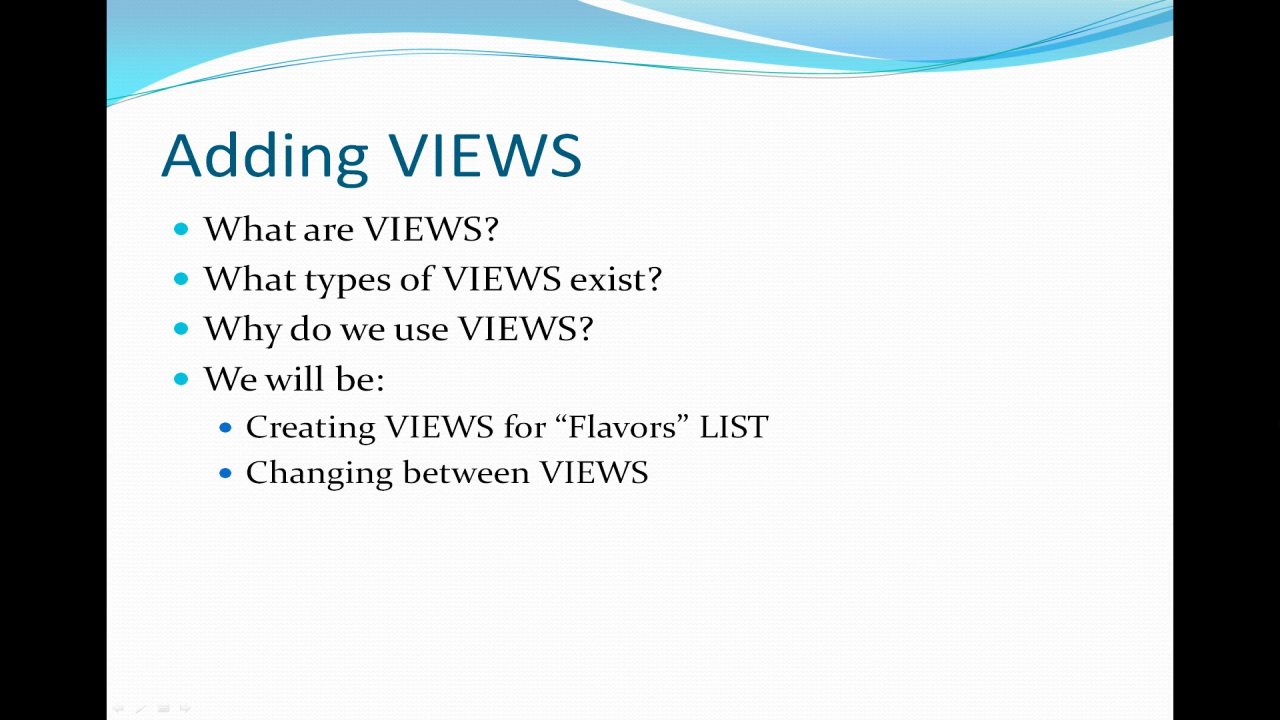 Adding VIEWS
What are VIEWS?
What types of VIEWS exist?
Why do we use VIEWS?
We will be:
Creating VIEWS for “Flavors” LIST
Changing between VIEWS